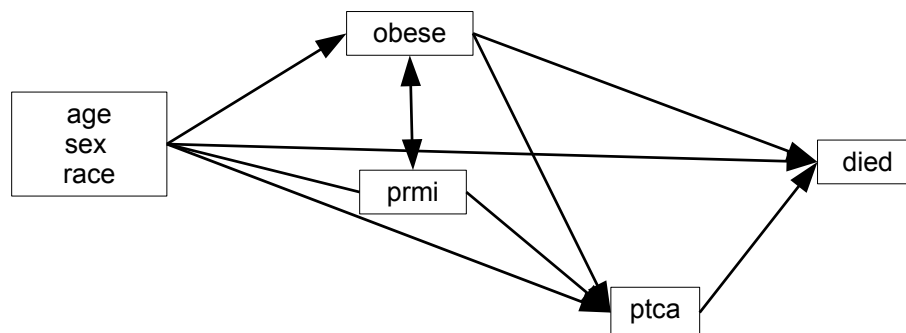 obese
age
sex
race
died
prmi
ptca